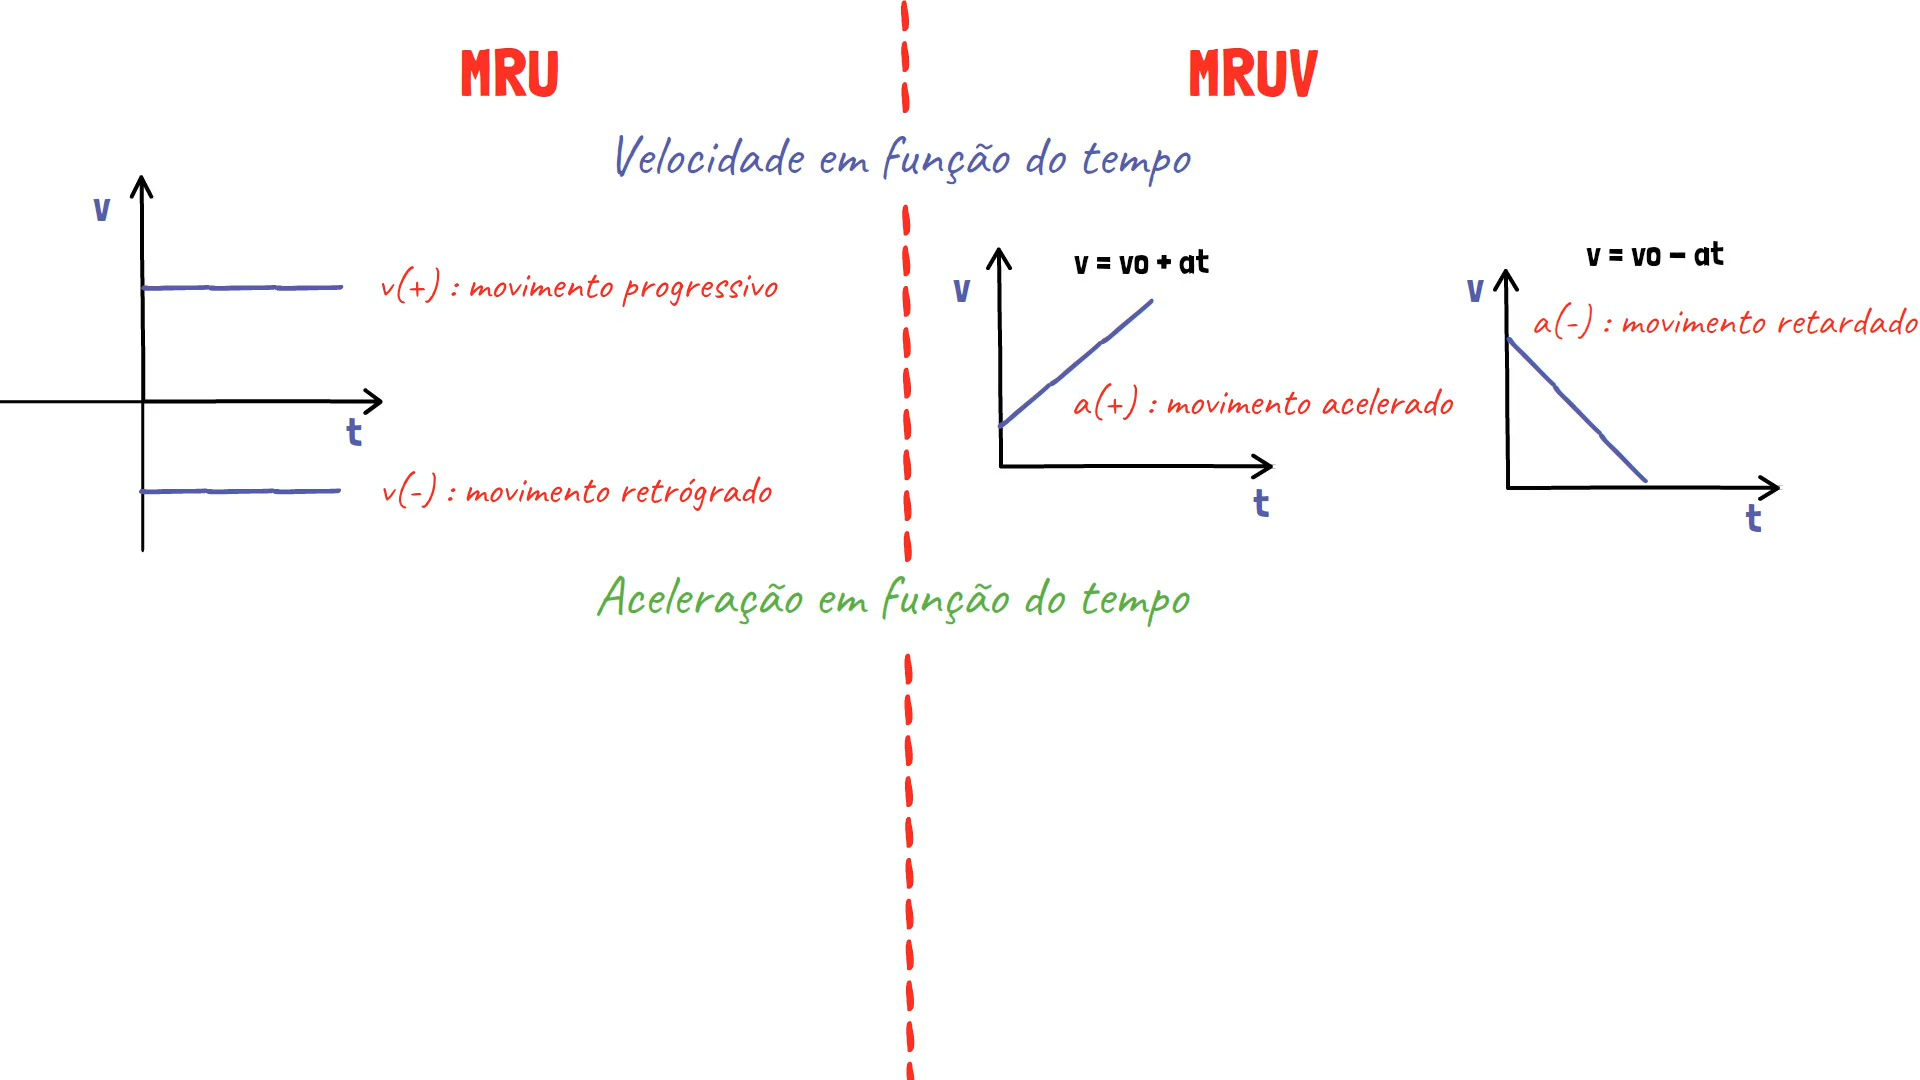 MRU
MRUV
Velocidade em função do tempo
v
v(+) : movimento progressivo
t
v(-) : movimento retrógrado
v = vo + at
v
a(+) : movimento acelerado
t
v = vo - at
v
a(-) : movimento retardado
t
Aceleração em função do tempo